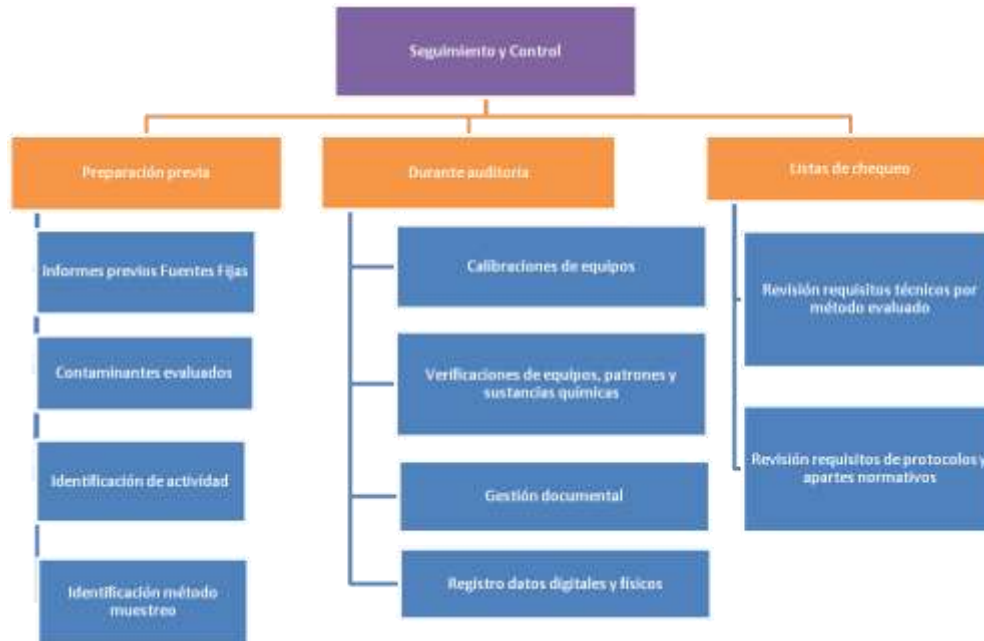 Seguimiento y Control
Preparación previa
Informes previos Fuentes Fijas
Contaminantes evaluados
Identificación de actividad
Identificación método
muestreo
Durante auditoria
Calibraciones de equipos
Verificaciones de equipos, patrones y
sustancias químicas
Gestión documental
Registro datos digitales y físicos
Listas de chequeo
Revisión requisitos técnicos por
método evaluado
Revisión requisitos de protocolos y
apartes normativos